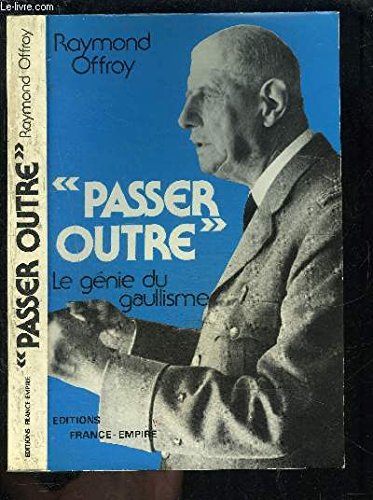 Le-livre.com
Raymond
Offroy
« PASSER
OUTRE »
Le génie du
gaullisme
EDITIONS
FRANCE-EMPIRE
« PASSER OUTRE » Raymond Offroy
EDITIONS FRANCE-EMPIRE